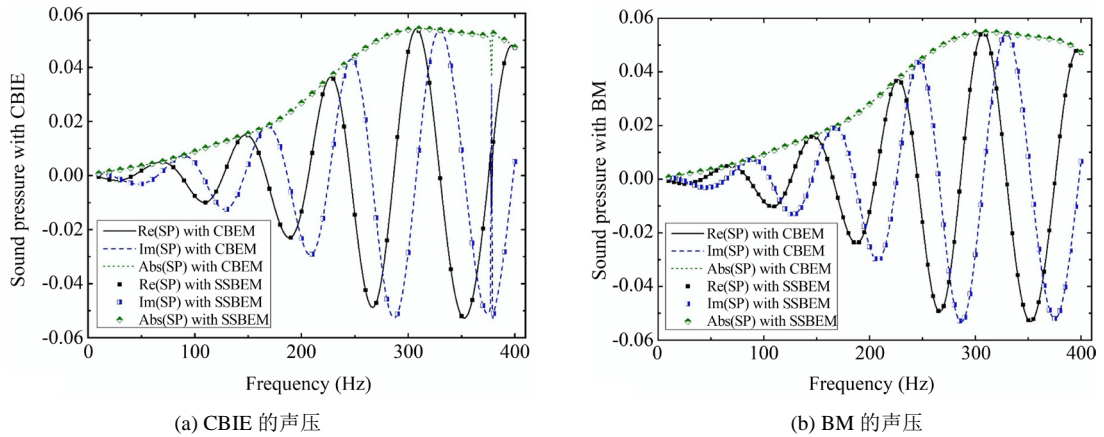 Sound pressure with CBIE
0.06
0.04
0.02
0.00
-0.02
-0.04
-0.06
Re(SP) with CBEM
Im(SP) with CBEM
Abs(SP) with CBEM
Re(SP) with SSBEM
Im(SP) with SSBEM
Abs(SP) with SSBEM
0 100 200 300 400
Frequency (Hz)
(a) CBIE 的声压
Sound pressure with BM
0.06
0.04
0.02
0.00
-0.02
-0.04
-0.06
Re(SP) with CBEM
Im(SP) with CBEM
Abs(SP) with CBEM
Re(SP) with SSBEM
Im(SP) with SSBEM
Abs(SP) with SSBEM
0 100 200 300 400
Frequency (Hz)
(b) BM 的声压